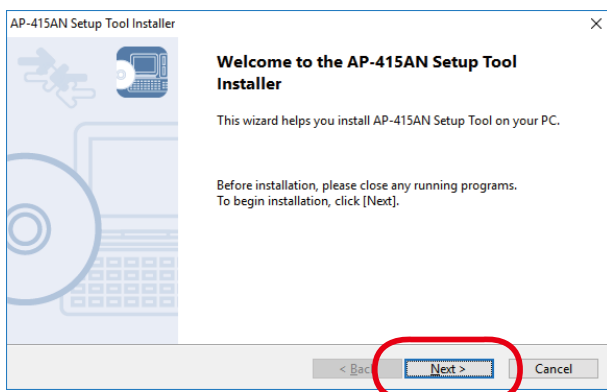 AP-415AN Setup Tool Installer
Welcome to the AP-415AN Setup Tool
Installer
This wizard helps you install AP-415AN Setup Tool on your PC.
Before installation, please close any running programs.
To begin installation, click [Next].
< Bac Next > Cancel